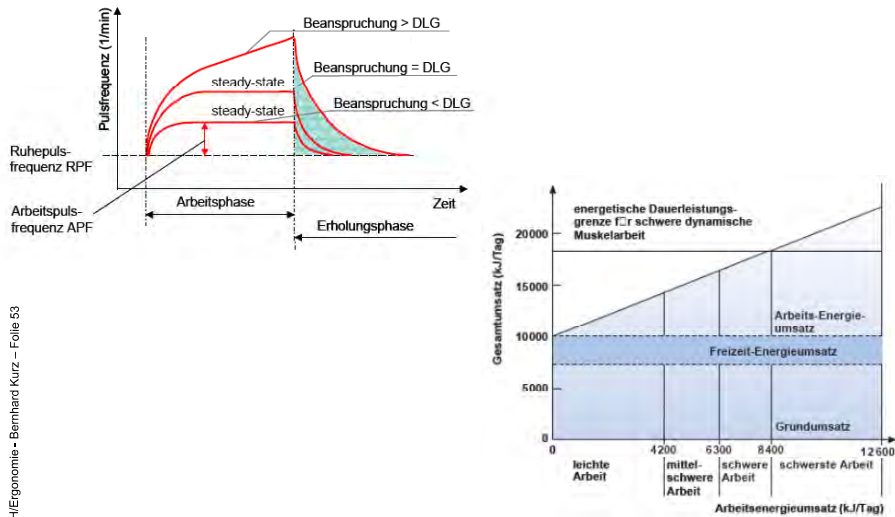 Pulsfrequenz (1/min)
Beanspruchung > DLG
Beanspruchung = DLG
steady-state
Beanspruchung < DLG
steady-state
Ruhepuls-
frequenz RPF
Zeit
Arbeitsphase
Arbeitspuls-
frequenz APF
Erholungsphase
H/Ergonomie - Bernhard Kurz – Folie 53
Gesamtumsatz (kJ/Tag)
energetische Dauerleistungs-
grenze f□r schwere dynamische
Muskelarbeit
20000
15000
10000
5000
0
Arbeits-Energie-
umsatz
Freizeit-Energieumsatz
Grundumsatz
0
4200
6300
8400
12600
leichte
Arbeit
mittel-
schwere
Arbeit
schwere
Arbeit
schwerste Arbeit
Arbeitsenergieumsatz (kJ/Tag)